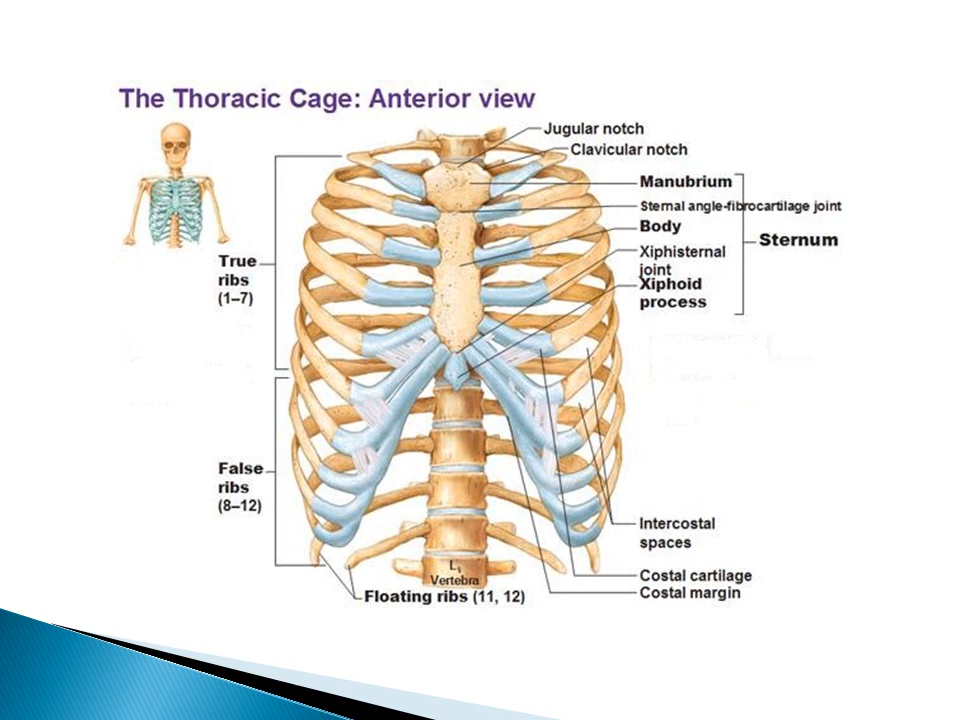 The Thoracic Cage: Anterior view
Jugular notch
Clavicular notch
Manubrium
Sternal angle-fibrocartilage joint
Body
Sternum
Xiphisternal
joint
Xiphoid
process
True
ribs
(1–7)
False
ribs
(8–12)
Intercostal
spaces
L₁
Vertebra
Costal cartilage
Costal margin
Floating ribs (11, 12)